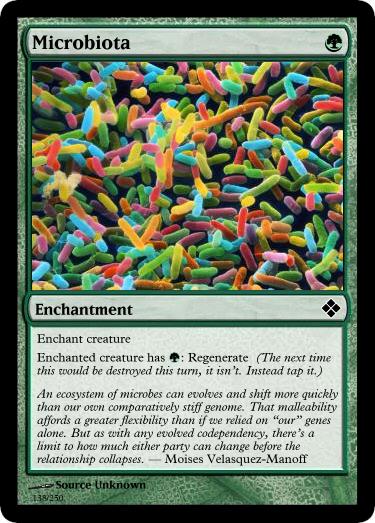 Microbiota
Enchantment
Enchant creature
Enchanted creature has : Regenerate (The next time
this would be destroyed this turn, it isn't. Instead tap it.)
An ecosystem of microbes can evolves and shift more quickly
than our own comparatively stiff genome. That malleability
affords a greater flexibility than if we relied on “our” genes
alone. But as with any evolved codependency, there's a
limit to how much either party can change before the
relationship collapses. — Moises Velasquez-Manoff
Source Unknown
138/250